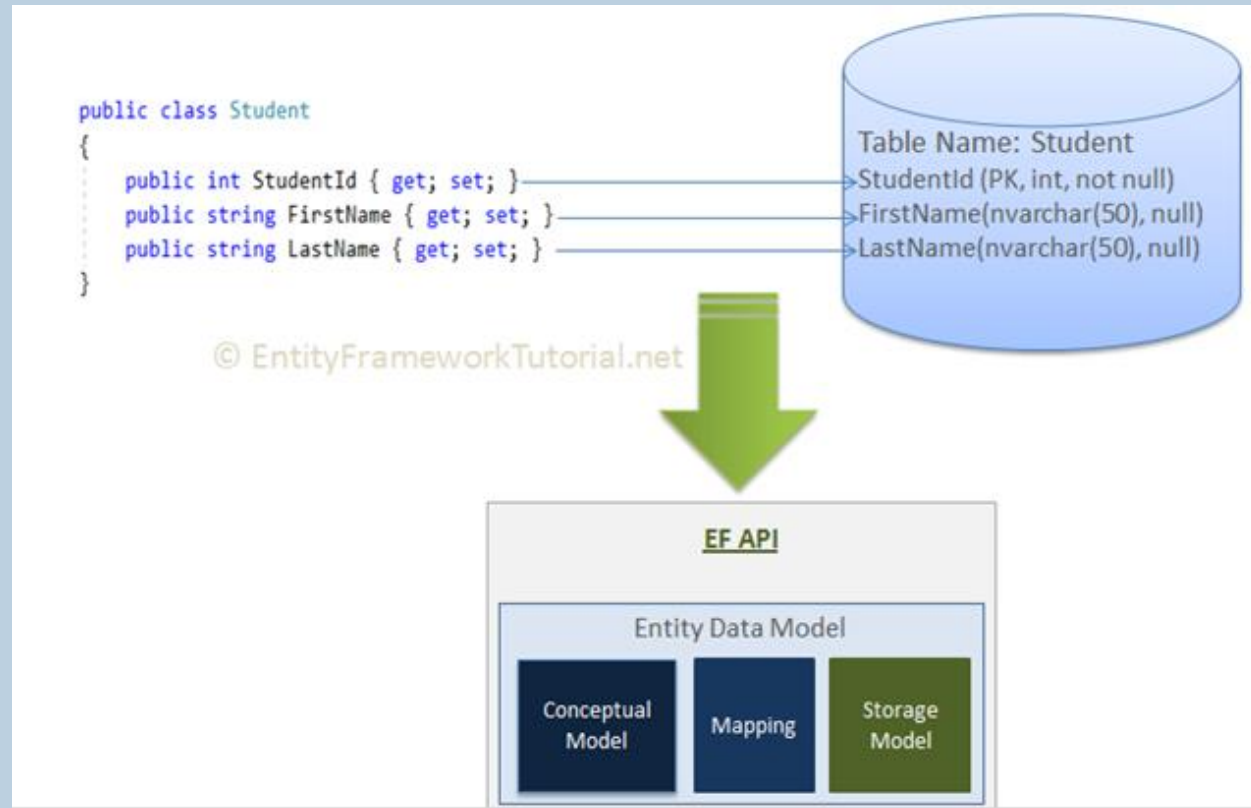 public class Student
{
public int StudentId { get; set; }
public string FirstName { get; set; }
public string LastName { get; set; }
}
Table Name: Student
StudentId (PK, int, not null)
FirstName(nvarchar(50), null)
LastName(nvarchar(50), null)
© EntityFrameworkTutorial.net
EF API
Entity Data Model
Conceptual
Model
Mapping
Storage
Model